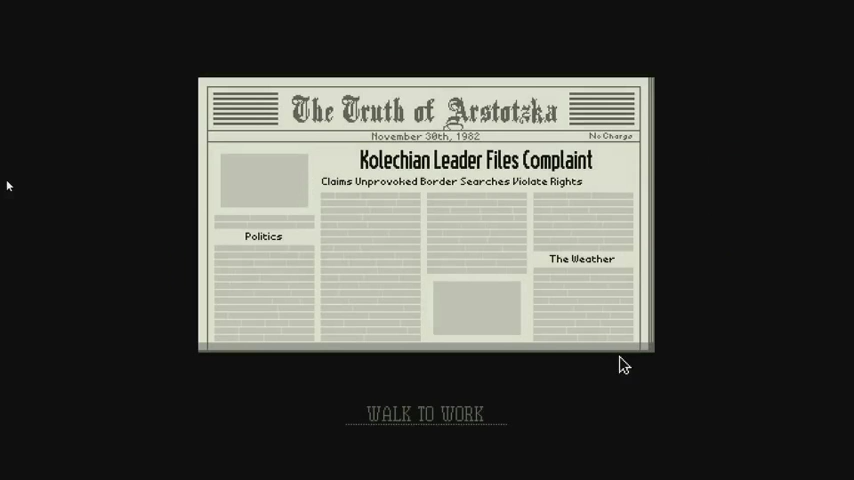 The Truth of Arstotzka
November 30th, 1982
No Charge
Kolechian Leader Files Complaint
Claims Unprovoked Border Searches Violate Rights
Politics
The Weather
WALK TO WORK